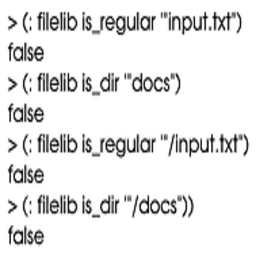 > (: filelib is_regular '"input.txt")
false
> (: filelib is_dir '"docs")
false
> (: filelib is_regular '"/input.txt")
false
> (: filelib is_dir '"/docs"))
false